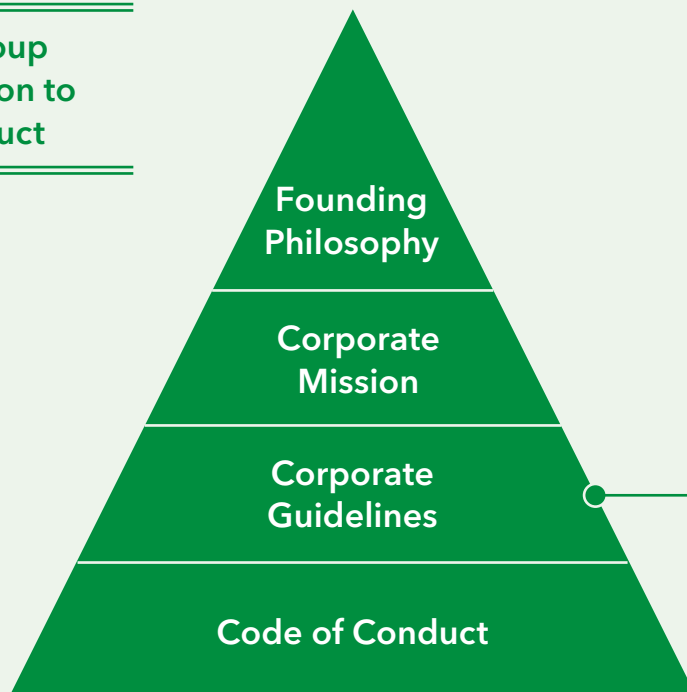 oup
on to
uct
Founding
Philosophy
Corporate
Mission
Corporate
Guidelines
Code of Conduct